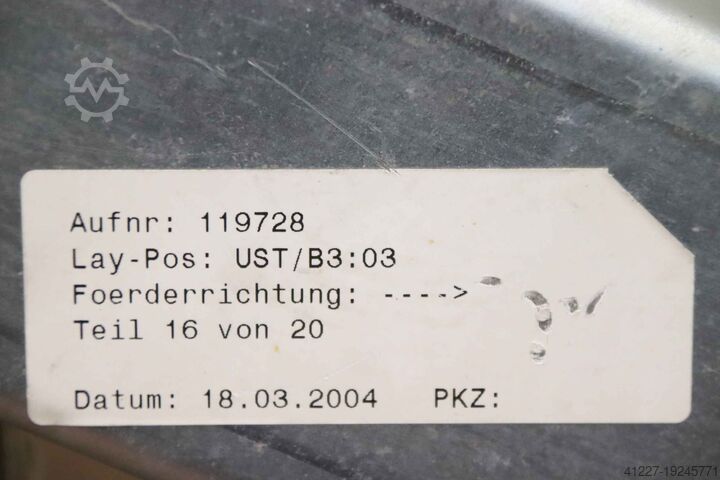 Aufnr: 119728
Lay-Pos: UST/B3:03
Foerderrichtung: ---->
Teil 16 von 20
Datum: 18.03.2004 PKZ:
41227-19245771